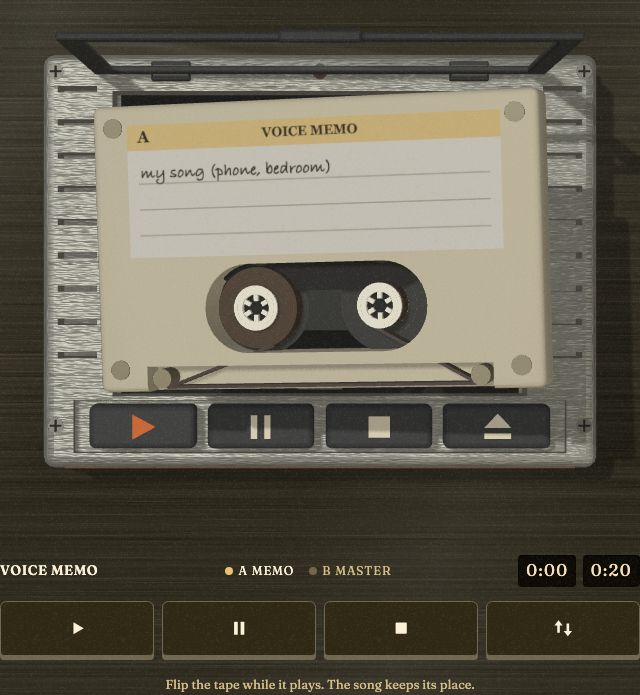 A VOICE MEMO
my song (phone, bedroom)
VOICE MEMO A MEMO B MASTER 0:00 0:20
Flip the tape while it plays. The song keeps its place.